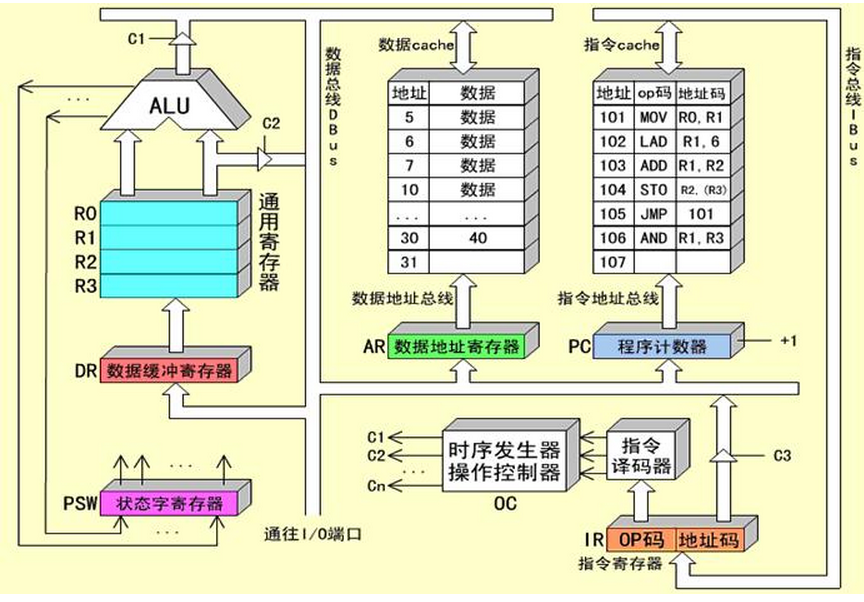 C1
ALU
...
C2
R0
R1
R2
R3
通用寄存器
DR 数据缓冲寄存器
PSW 状态字寄存器
...
...
数据总线DBus
通往I/O端口
数据cache
地址 数据
5 数据
6 数据
7 数据
10 数据
... ...
30 40
31
数据地址总线
AR 数据地址寄存器
指令cache
地址 op码 地址码
101 MOV R0, R1
102 LAD R1, 6
103 ADD R1, R2
104 STO R2, (R3)
105 JMP 101
106 AND R1, R3
107
指令地址总线
PC 程序计数器
+1
指令总线IBus
C1
C2
...
Cn
时序发生器
操作控制器
OC
指令
译码器
C3
IR OP码 地址码
指令寄存器